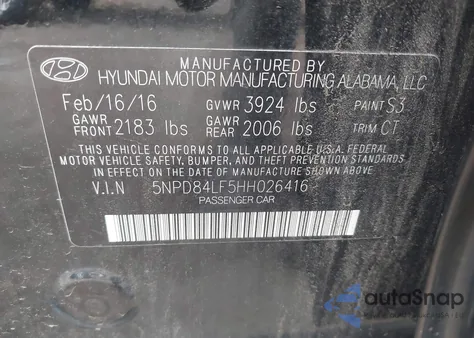 MANUFACTURED BY
HYUNDAI MOTOR MANUFACTURING ALABAMA, LLC
Feb/16/16 GVWR 3924 lbs PAINT S3
GAWR FRONT 2183 lbs GAWR REAR 2006 lbs TRIM CT
THIS VEHICLE CONFORMS TO ALL APPLICABLE U.S.A. FEDERAL
MOTOR VEHICLE SAFETY, BUMPER, AND THEFT PREVENTION STANDARDS
IN EFFECT ON THE DATE OF MANUFACTURE SHOWN ABOVE.
V.I.N 5NPD84LF5HH026416
PASSENGER CAR
autoSnap